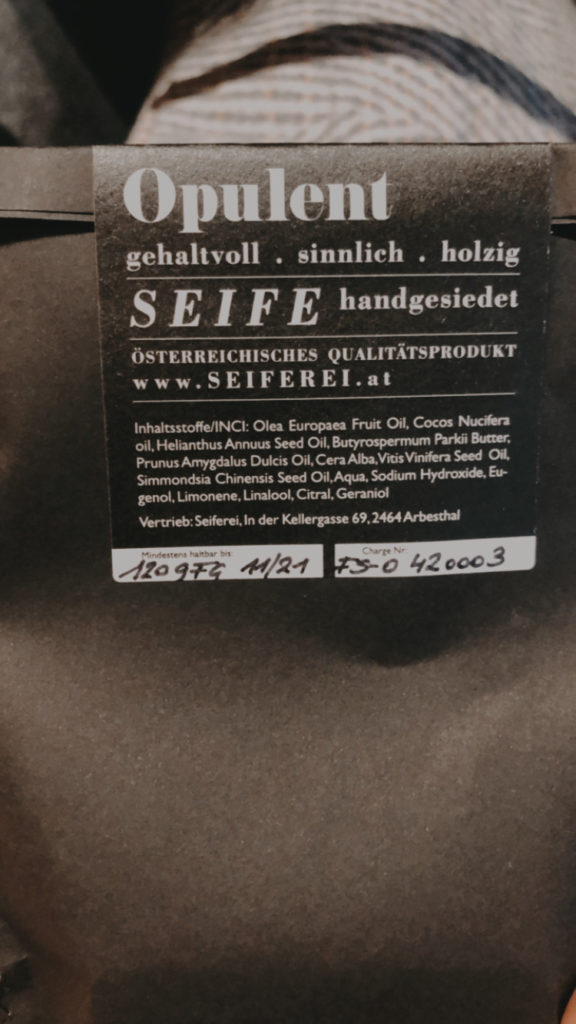 Opulent
gehaltvoll . sinnlich . holzig
SEIFE handgesiedet
ÖSTERREICHISCHES QUALITÄTSPRODUKT
www.SEIFEREI.at
Inhaltsstoffe/INCI: Olea Europaea Fruit Oil, Cocos Nucifera
oil, Helianthus Annuus Seed Oil, Butyrospermum Parkii Butter,
Prunus Amygdalus Dulcis Oil, Cera Alba, Vitis Vinifera Seed Oil,
Simmondsia Chinensis Seed Oil, Aqua, Sodium Hydroxide, Eu-
genol, Limonene, Linalool, Citral, Geraniol
Vertrieb: Seiferei, In der Kellergasse 69, 2464 Arbesthal
Mindestens haltbar bis: Charge Nr:
11/21 FS-O 420003